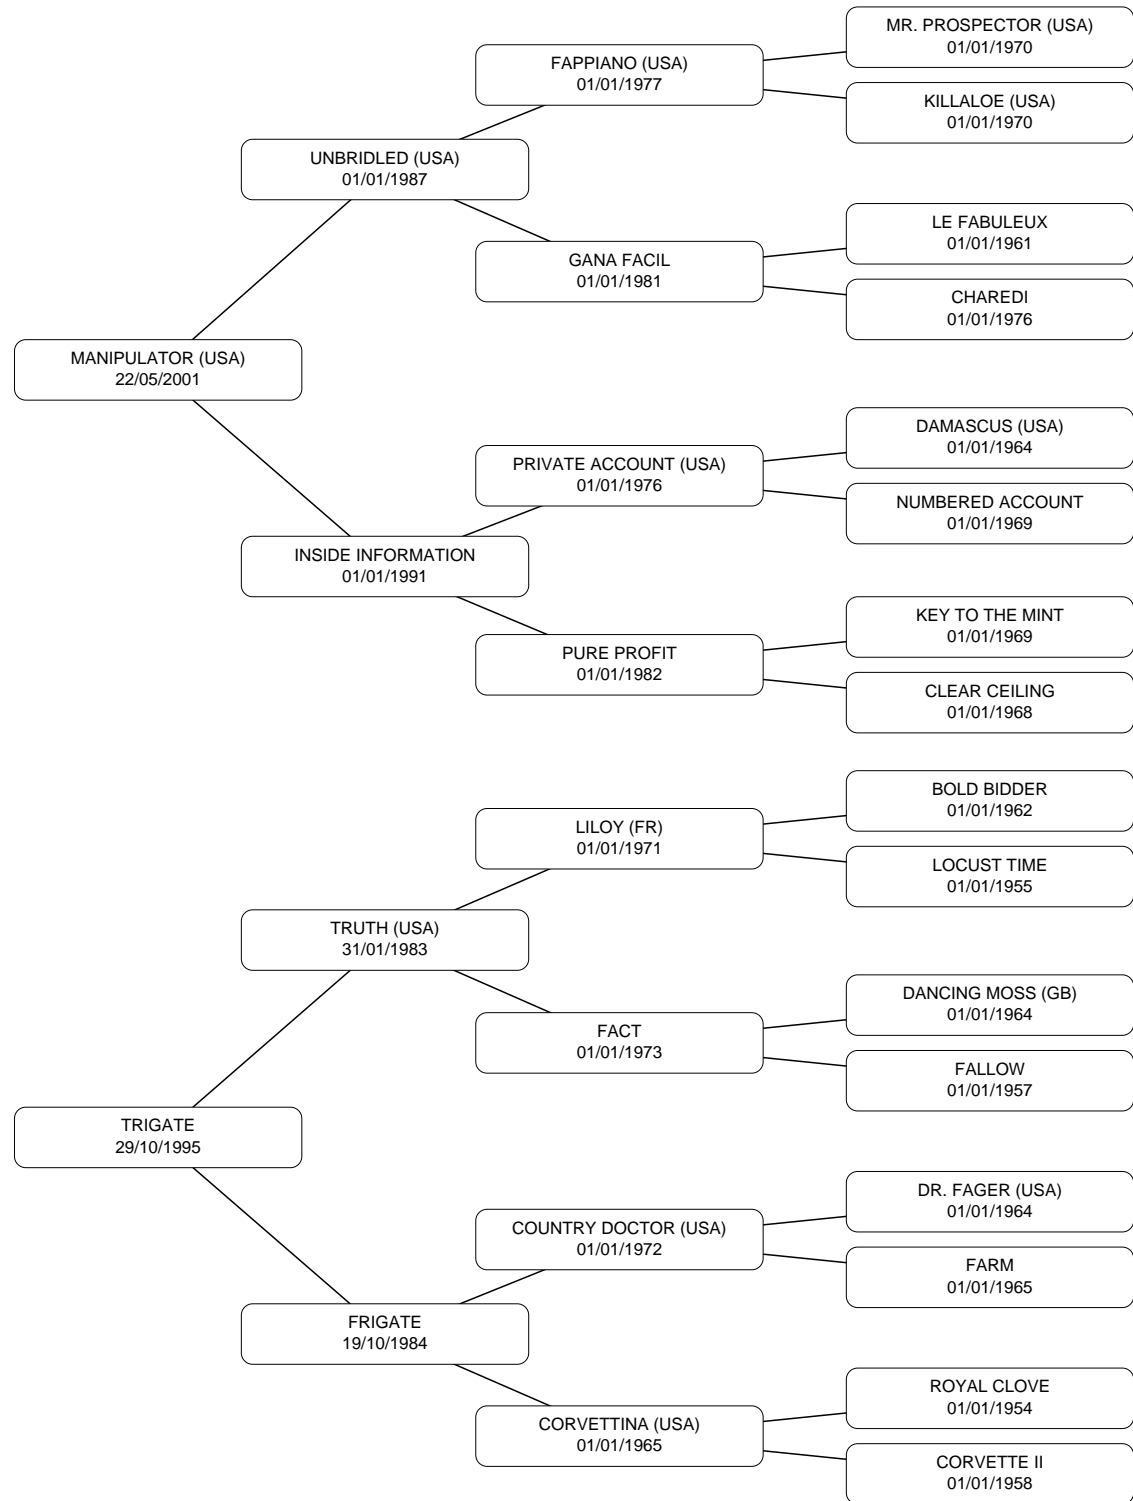 MR. PROSPECTOR (USA)
01/01/1970
FAPPIANO (USA)
01/01/1977
KILLALOE (USA)
01/01/1970
UNBRIDLED (USA)
01/01/1987
LE FABULEUX
01/01/1961
GANA FACIL
01/01/1981
CHAREDI
01/01/1976
MANIPULATOR (USA)
22/05/2001
DAMASCUS (USA)
01/01/1964
PRIVATE ACCOUNT (USA)
01/01/1976
NUMBERED ACCOUNT
01/01/1969
INSIDE INFORMATION
01/01/1991
KEY TO THE MINT
01/01/1969
PURE PROFIT
01/01/1982
CLEAR CEILING
01/01/1968
BOLD BIDDER
01/01/1962
LILOY (FR)
01/01/1971
LOCUST TIME
01/01/1955
TRUTH (USA)
31/01/1983
DANCING MOSS (GB)
01/01/1964
FACT
01/01/1973
FALLOW
01/01/1957
TRIGATE
29/10/1995
DR. FAGER (USA)
01/01/1964
COUNTRY DOCTOR (USA)
01/01/1972
FARM
01/01/1965
FRIGATE
19/10/1984
ROYAL CLOVE
01/01/1954
CORVETTINA (USA)
01/01/1965
CORVETTE II
01/01/1958